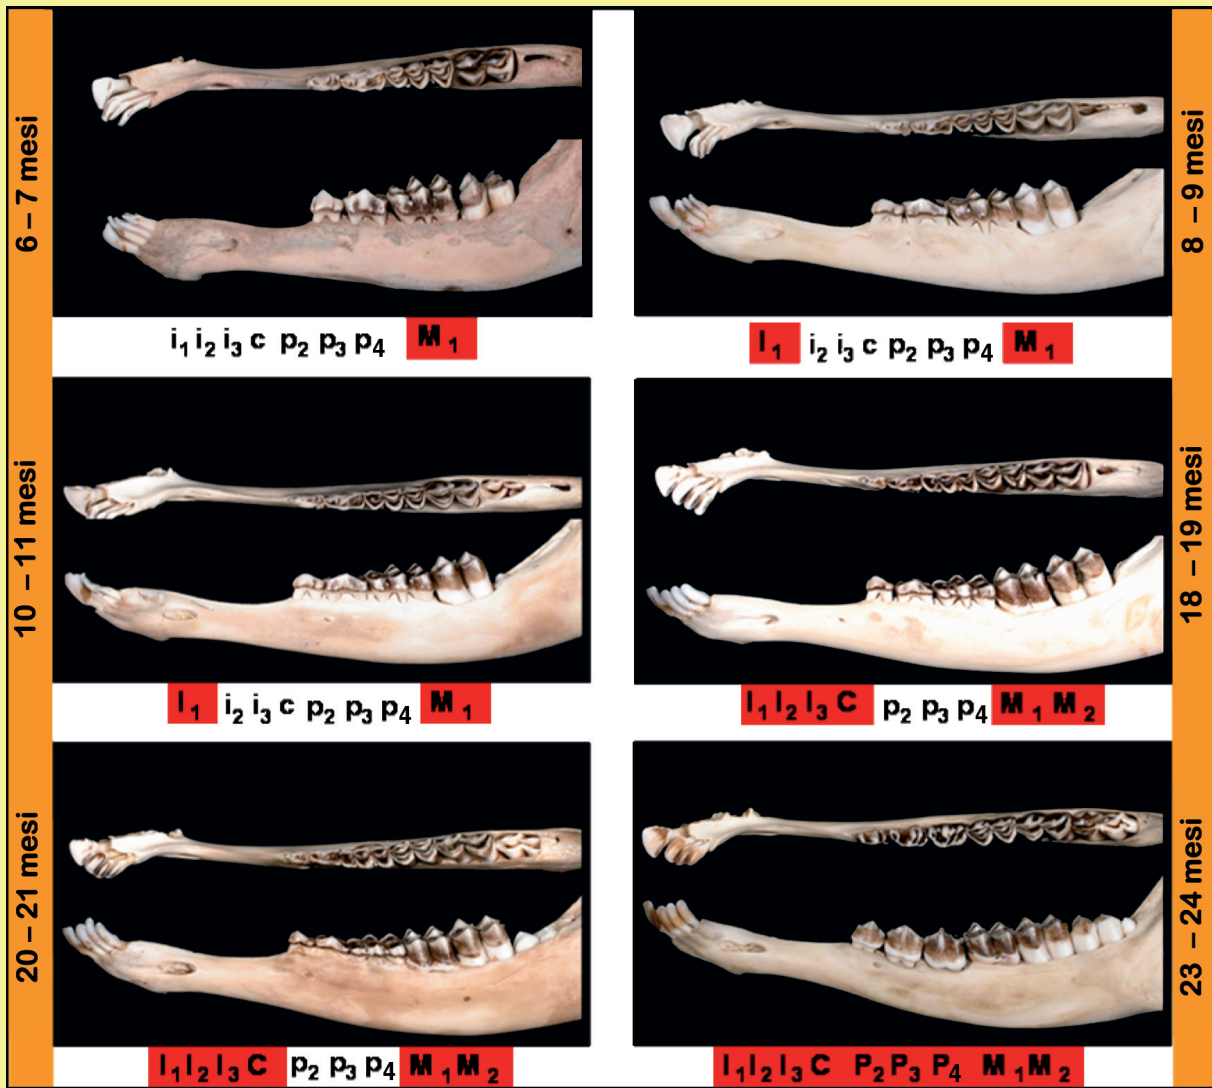 6 – 7 mesi
i₁ i₂ i₃ c p₂ p₃ p₄ M₁
8 – 9 mesi
I₁ i₂ i₃ c p₂ p₃ p₄ M₁
10 – 11 mesi
I₁ i₂ i₃ c p₂ p₃ p₄ M₁
18 – 19 mesi
I₁ I₂ I₃ C p₂ p₃ p₄ M₁ M₂
20 – 21 mesi
I₁ I₂ I₃ C p₂ p₃ p₄ M₁ M₂
23 – 24 mesi
I₁ I₂ I₃ C P₂ P₃ P₄ M₁ M₂